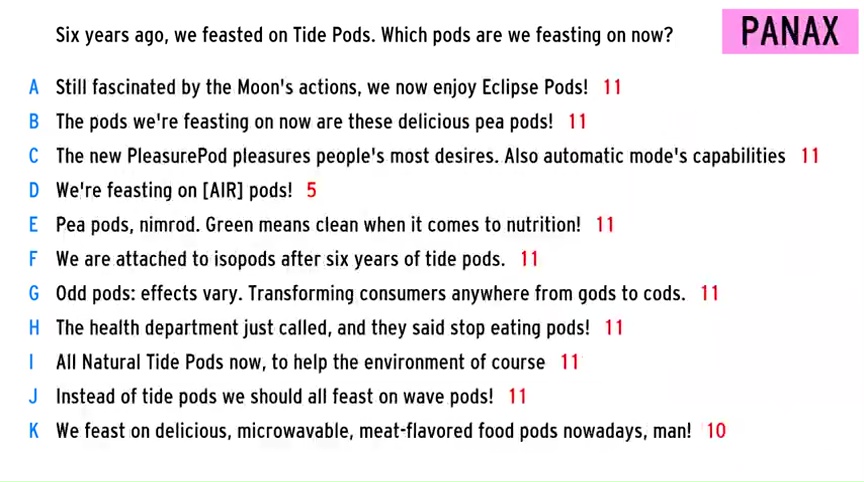 Six years ago, we feasted on Tide Pods. Which pods are we feasting on now?
PANAX
A Still fascinated by the Moon's actions, we now enjoy Eclipse Pods! 11
B The pods we're feasting on now are these delicious pea pods! 11
C The new PleasurePod pleasures people's most desires. Also automatic mode's capabilities 11
D We're feasting on [AIR] pods! 5
E Pea pods, nimrod. Green means clean when it comes to nutrition! 11
F We are attached to isopods after six years of tide pods. 11
G Odd pods: effects vary. Transforming consumers anywhere from gods to cods. 11
H The health department just called, and they said stop eating pods! 11
I All Natural Tide Pods now, to help the environment of course 11
J Instead of tide pods we should all feast on wave pods! 11
K We feast on delicious, microwavable, meat-flavored food pods nowadays, man! 10